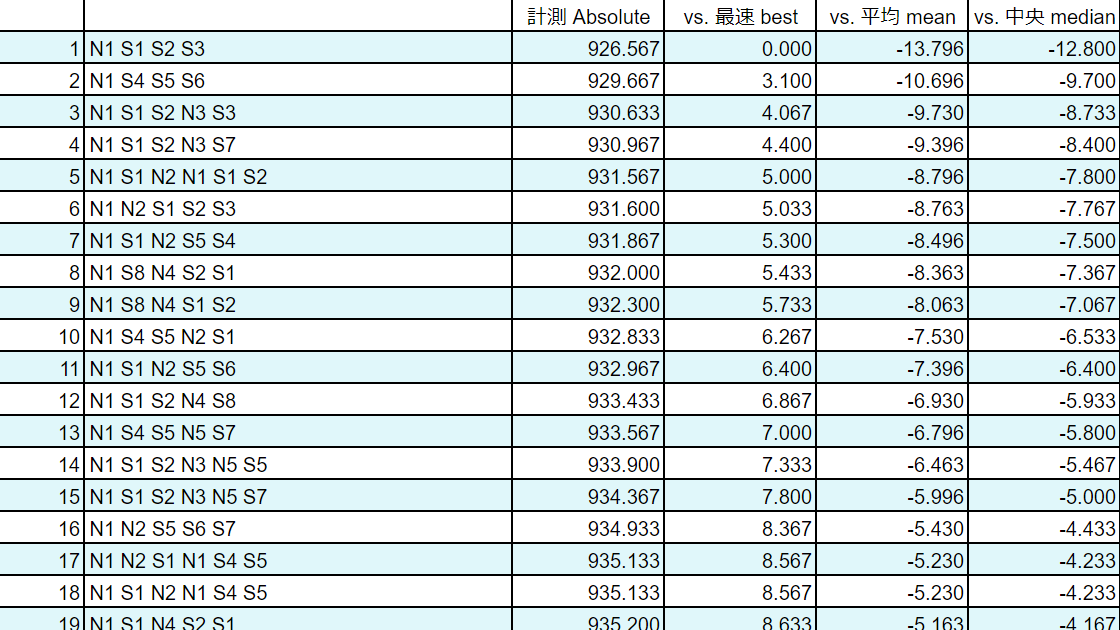 計測 Absolute vs. 最速 best vs. 平均 mean vs. 中央 median
1 N1 S1 S2 S3 926.567 0.000 -13.796 -12.800
2 N1 S4 S5 S6 929.667 3.100 -10.696 -9.700
3 N1 S1 S2 N3 S3 930.633 4.067 -9.730 -8.733
4 N1 S1 S2 N3 S7 930.967 4.400 -9.396 -8.400
5 N1 S1 N2 N1 S1 S2 931.567 5.000 -8.796 -7.800
6 N1 N2 S1 S2 S3 931.600 5.033 -8.763 -7.767
7 N1 S1 N2 S5 S4 931.867 5.300 -8.496 -7.500
8 N1 S8 N4 S2 S1 932.000 5.433 -8.363 -7.367
9 N1 S8 N4 S1 S2 932.300 5.733 -8.063 -7.067
10 N1 S4 S5 N2 S1 932.833 6.267 -7.530 -6.533
11 N1 S1 N2 S5 S6 932.967 6.400 -7.396 -6.400
12 N1 S1 S2 N4 S8 933.433 6.867 -6.930 -5.933
13 N1 S4 S5 N5 S7 933.567 7.000 -6.796 -5.800
14 N1 S1 S2 N3 N5 S5 933.900 7.333 -6.463 -5.467
15 N1 S1 S2 N3 N5 S7 934.367 7.800 -5.996 -5.000
16 N1 N2 S5 S6 S7 934.933 8.367 -5.430 -4.433
17 N1 N2 S1 N1 S4 S5 935.133 8.567 -5.230 -4.233
18 N1 S1 N2 N1 S4 S5 935.133 8.567 -5.230 -4.233
19 N1 S1 N4 S2 S1 935.200 8.633 -5.163 -4.167